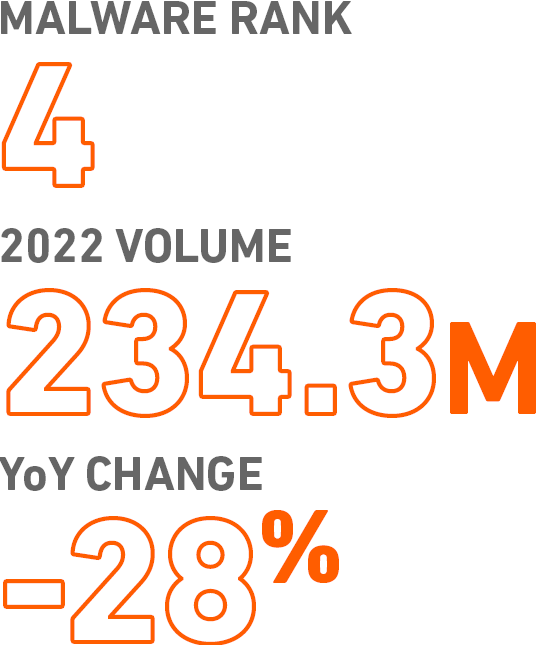 MALWARE RANK
4
2022 VOLUME
234.3M
YoY CHANGE
-28%